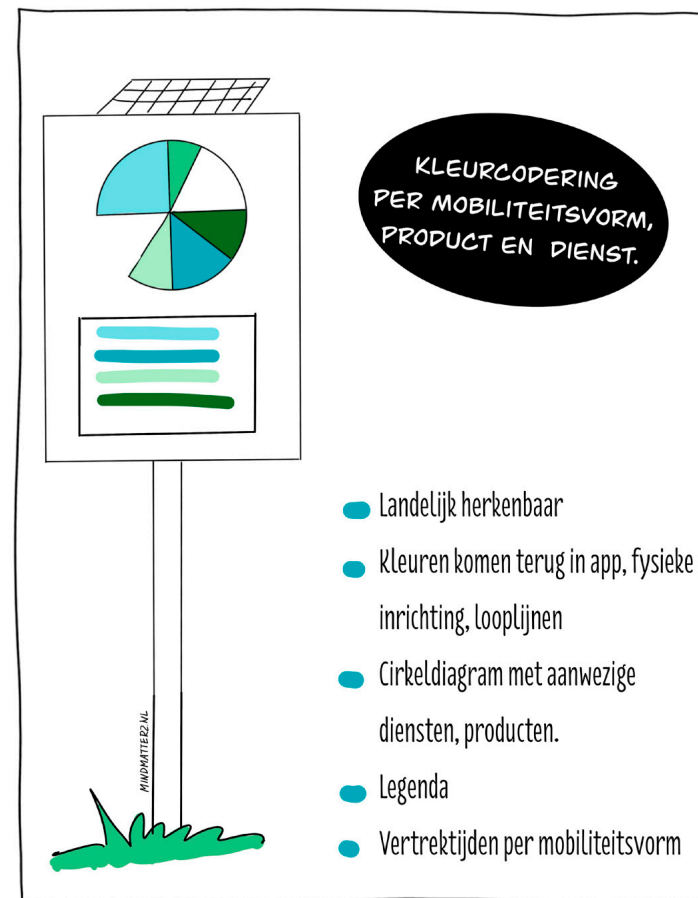 KLEURCODERING
PER MOBILITEITSVORM,
PRODUCT EN DIENST.
Landelijk herkenbaar
Kleuren komen terug in app, fysieke
inrichting, looplijnen
Cirkeldiagram met aanwezige
diensten, producten.
Legenda
Vertrektijden per mobiliteitsvorm
MINDMATTER2.NL